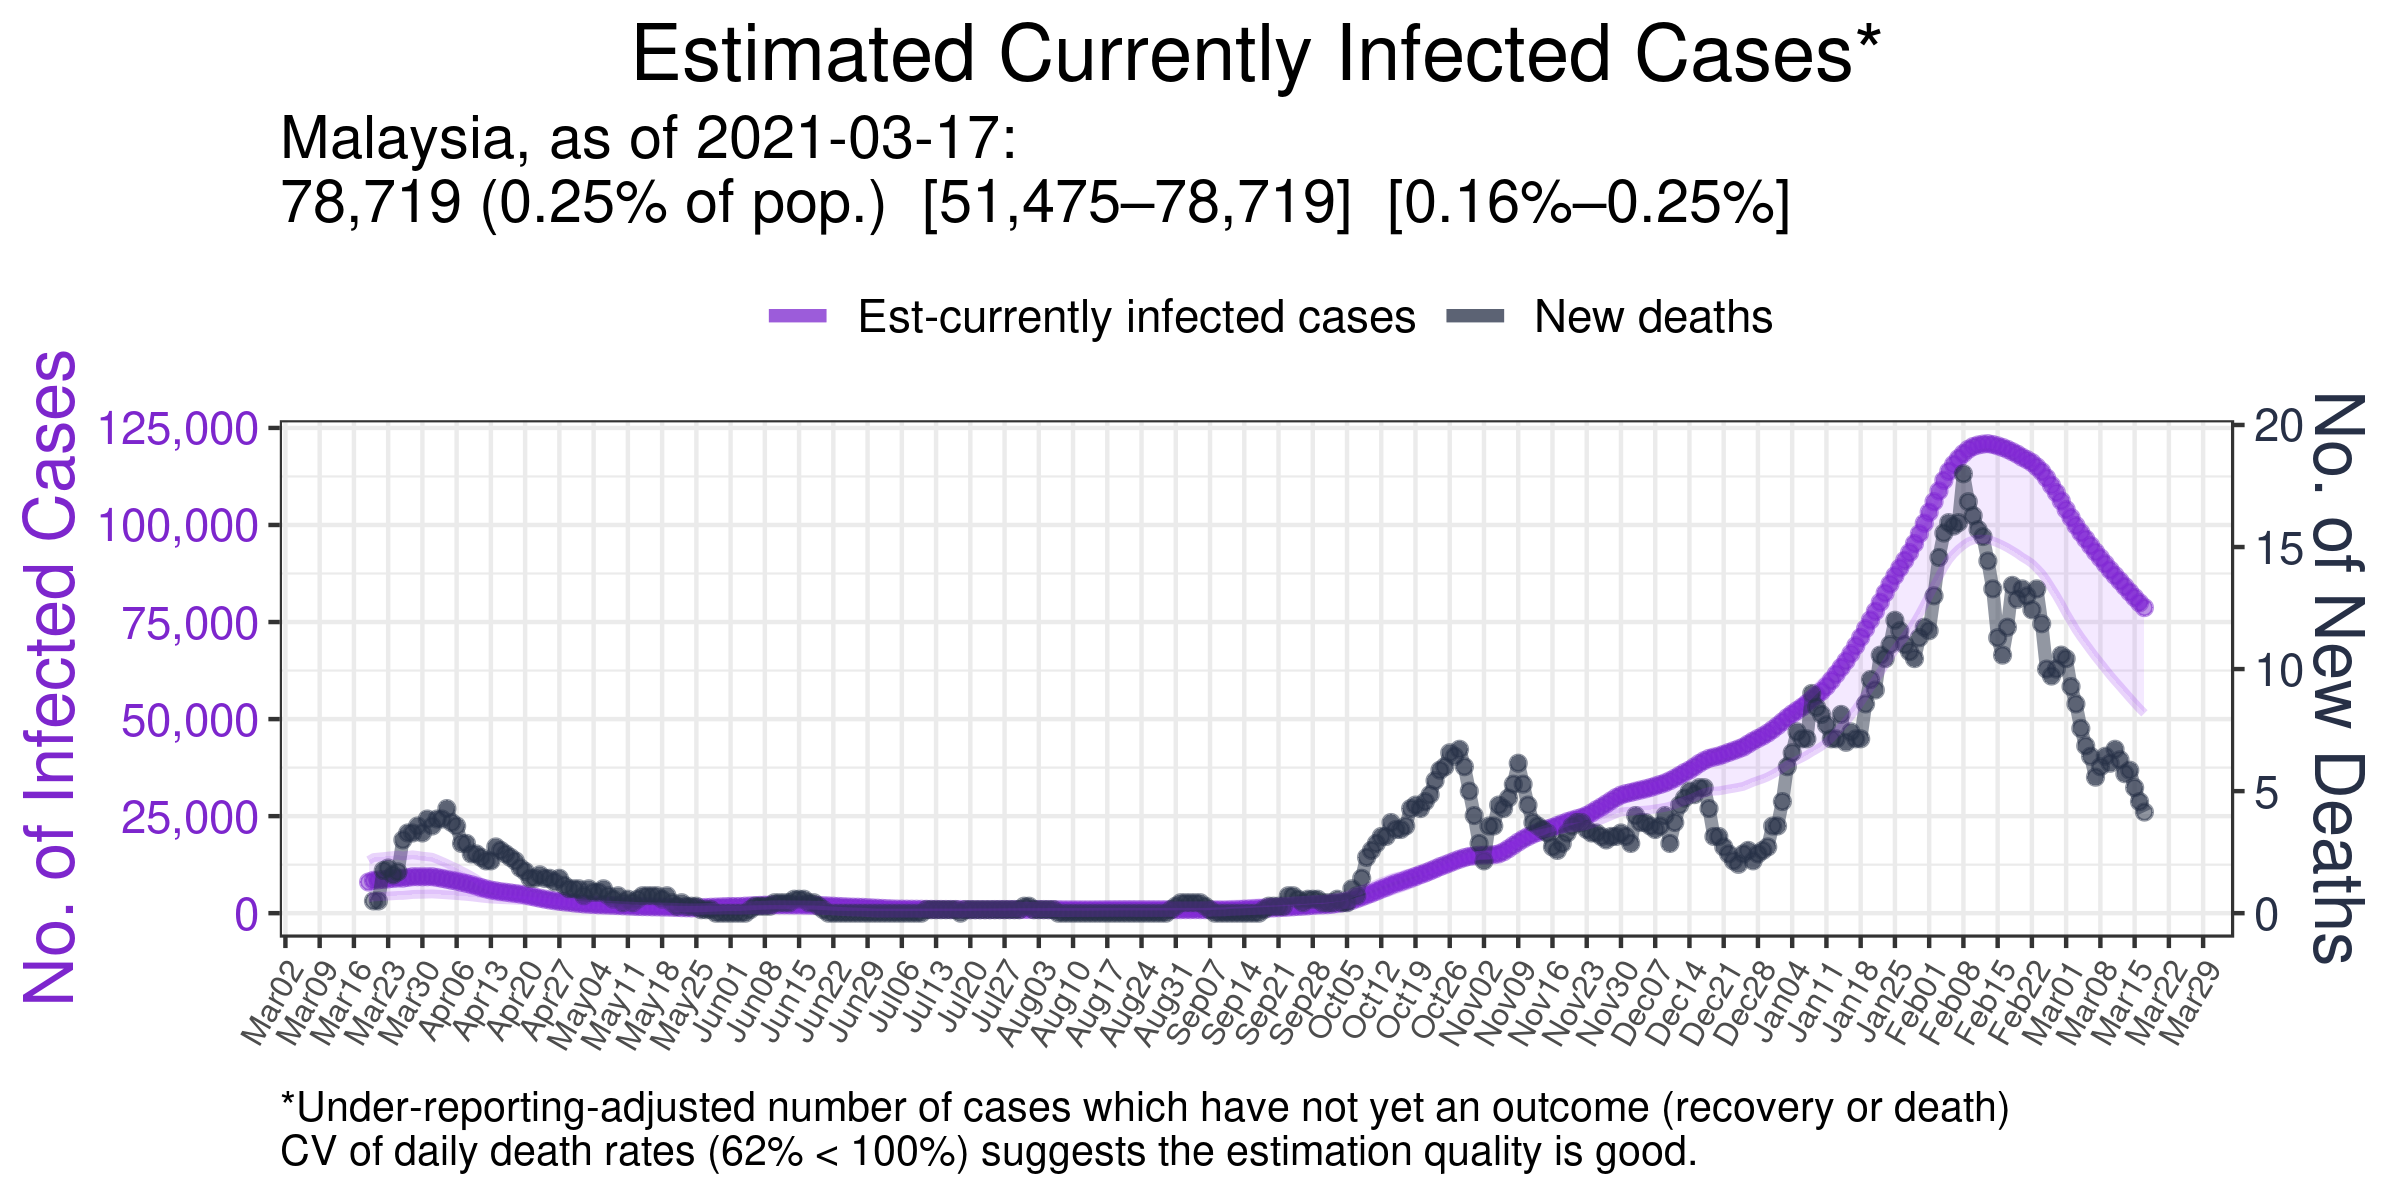 Estimated Currently Infected Cases*
Malaysia, as of 2021-03-17:
78,719 (0.25% of pop.)  [51,475–78,719]  [0.16%–0.25%]
Est-currently infected cases
New deaths
No. of Infected Cases
125,000
100,000
75,000
50,000
25,000
0
20
15
10
5
0
No. of New Deaths
Mar02
Mar09
Mar16
Mar23
Mar30
Apr06
Apr13
Apr20
Apr27
May04
May11
May18
May25
Jun01
Jun08
Jun15
Jun22
Jun29
Jul06
Jul13
Jul20
Jul27
Aug03
Aug10
Aug17
Aug24
Aug31
Sep07
Sep14
Sep21
Sep28
Oct05
Oct12
Oct19
Oct26
Nov02
Nov09
Nov16
Nov23
Nov30
Dec07
Dec14
Dec21
Dec28
Jan04
Jan11
Jan18
Jan25
Feb01
Feb08
Feb15
Feb22
Mar01
Mar08
Mar15
Mar22
Mar29
*Under-reporting-adjusted number of cases which have not yet an outcome (recovery or death)
CV of daily death rates (62% < 100%) suggests the estimation quality is good.